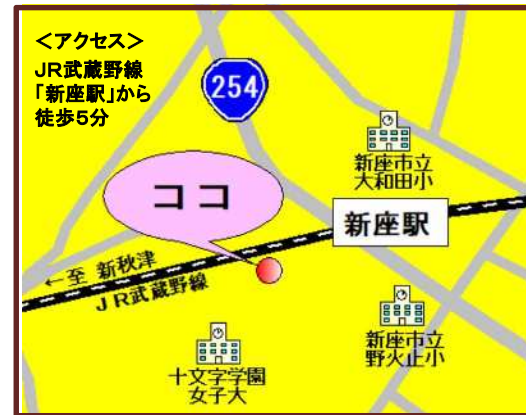 ＜アクセス＞
ＪＲ武蔵野線
「新座駅」から
徒歩５分
254
新座市立
大和田小
ココ
新座駅
←至 新秋津
ＪＲ武蔵野線
新座市立
野火止小
十文字学園
女子大